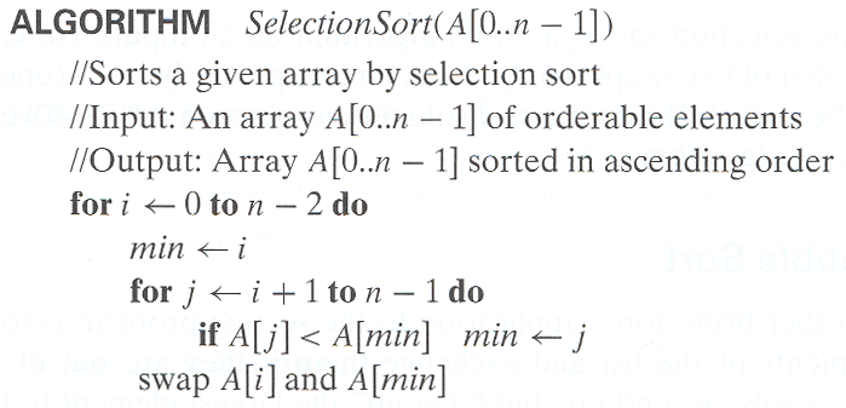 ALGORITHM SelectionSort(A[0..n – 1])
//Sorts a given array by selection sort
//Input: An array A[0..n – 1] of orderable elements
//Output: Array A[0..n – 1] sorted in ascending order
for i ← 0 to n – 2 do
min ← i
for j ← i + 1 to n – 1 do
if A[j] < A[min] min ← j
swap A[i] and A[min]